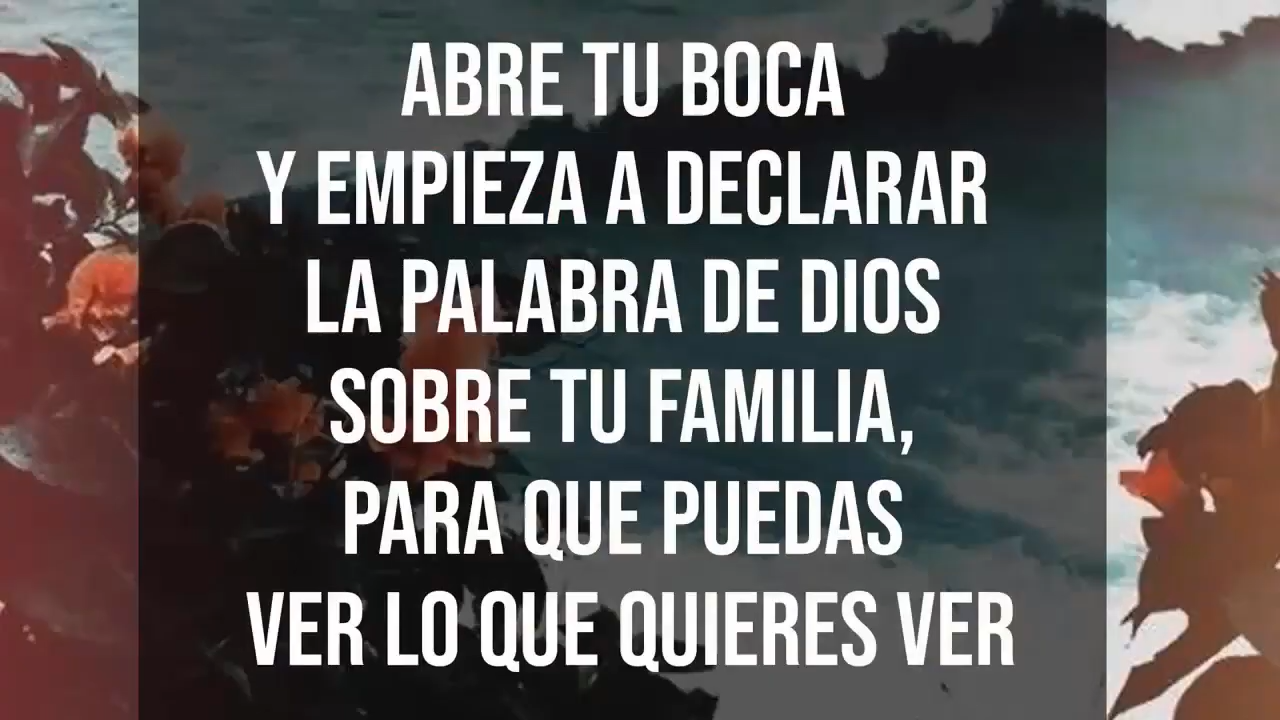 ABRE TU BOCA
Y EMPIEZA A DECLARAR
LA PALABRA DE DIOS
SOBRE TU FAMILIA,
PARA QUE PUEDAS
VER LO QUE QUIERES VER